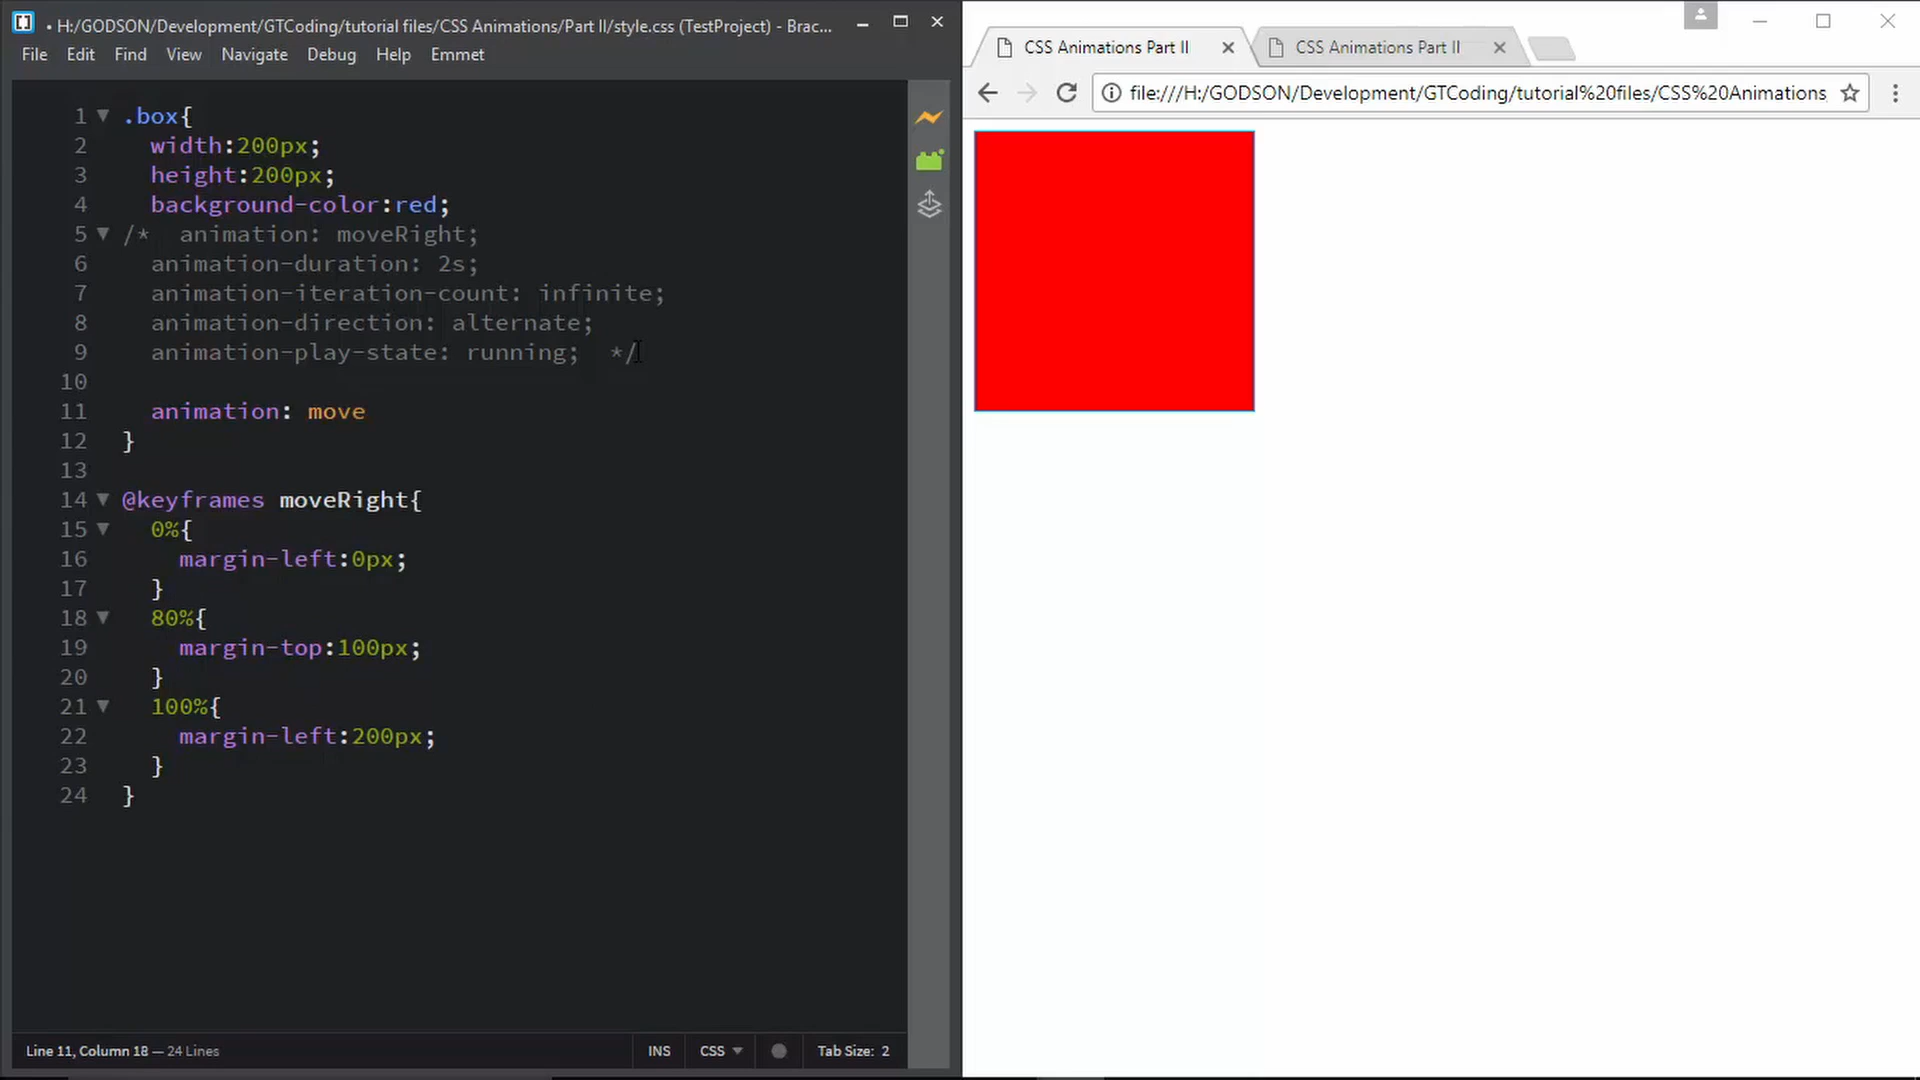 • H:/GODSON/Development/GTCoding/tutorial files/CSS Animations/Part II/style.css (TestProject) - Brac...
File Edit Find View Navigate Debug Help Emmet
1 .box{
2 width:200px;
3 height:200px;
4 background-color:red;
5 /* animation: moveRight;
6 animation-duration: 2s;
7 animation-iteration-count: infinite;
8 animation-direction: alternate;
9 animation-play-state: running; */
10
11 animation: move
12 }
13
14 @keyframes moveRight{
15 0%{
16 margin-left:0px;
17 }
18 80%{
19 margin-top:100px;
20 }
21 100%{
22 margin-left:200px;
23 }
24 }
Line 11, Column 18 — 24 Lines
INS CSS Tab Size: 2
CSS Animations Part II CSS Animations Part II
file:///H:/GODSON/Development/GTCoding/tutorial%20files/CSS%20Animations